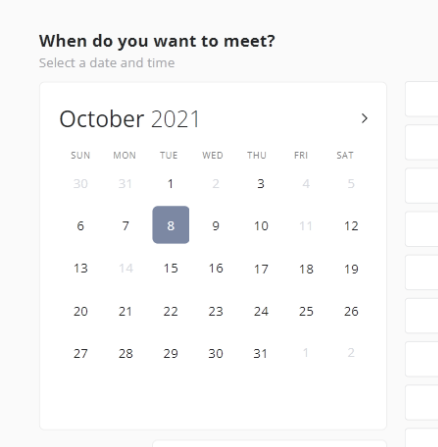 When do you want to meet?
Select a date and time
October 2021
SUN MON TUE WED THU FRI SAT
30 31 1 2 3 4 5
6 7 8 9 10 11 12
13 14 15 16 17 18 19
20 21 22 23 24 25 26
27 28 29 30 31 1 2